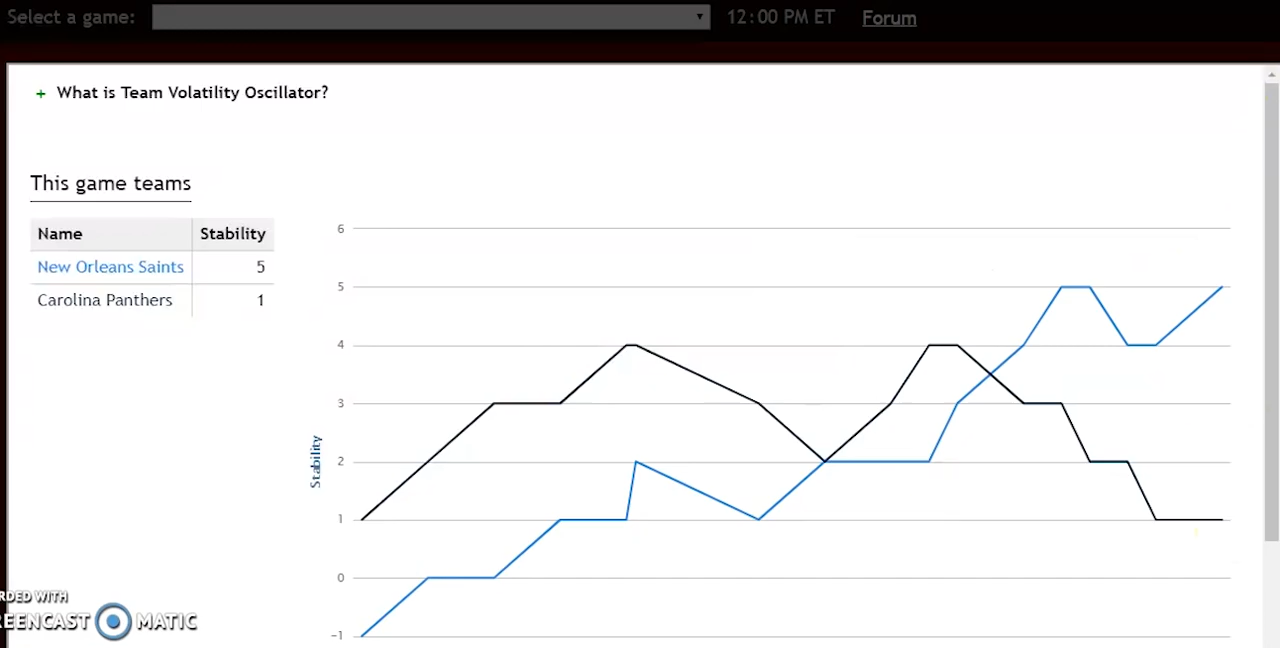 Select a game: 12:00 PM ET Forum
+ What is Team Volatility Oscillator?
This game teams
Name Stability
New Orleans Saints 5
Carolina Panthers 1
6
5
4
3
2
1
0
-1
Stability
RDED WITH
REENCAST MATIC